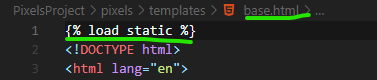 PixelsProject > pixels > templates > base.html > ...
1 {% load static %}
2 <!DOCTYPE html>
3 <html lang="en">